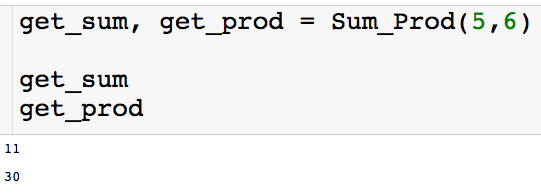 get_sum, get_prod = Sum_Prod(5,6)
get_sum
get_prod
11
30